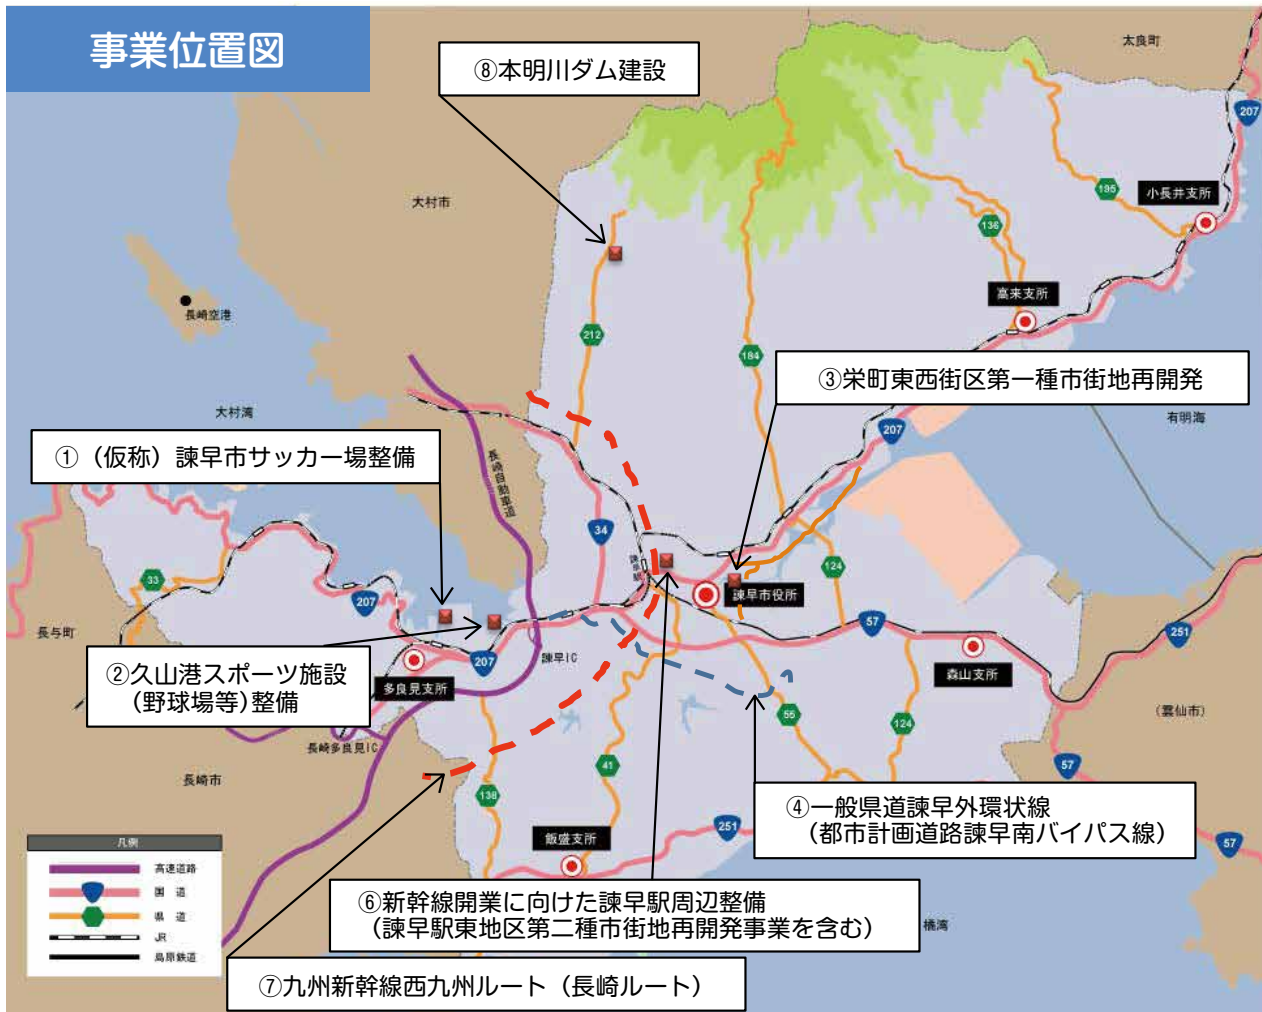 事業位置図
⑧本明川ダム建設
太良町
207
大村市
195
小長井支所
136
高来支所
長崎空港
212
184
③栄町東西街区第一種市街地再開発
大村湾
有明海
207
①（仮称）諫早市サッカー場整備
長崎自動車道
34
諫早駅
124
33
207
諫早市役所
57
251
長与町
②久山港スポーツ施設
（野球場等）整備
207
諫早IC
多良見支所
森山支所
55
124
（雲仙市）
長崎多良見IC
長崎市
41
57
138
④一般県道諫早外環状線
（都市計画道路諫早南バイパス線）
251
57
飯盛支所
凡例
高速道路
国　道
県　道
JR
島原鉄道
⑥新幹線開業に向けた諫早駅周辺整備
（諫早駅東地区第二種市街地再開発事業を含む）
橘湾
⑦九州新幹線西九州ルート（長崎ルート）